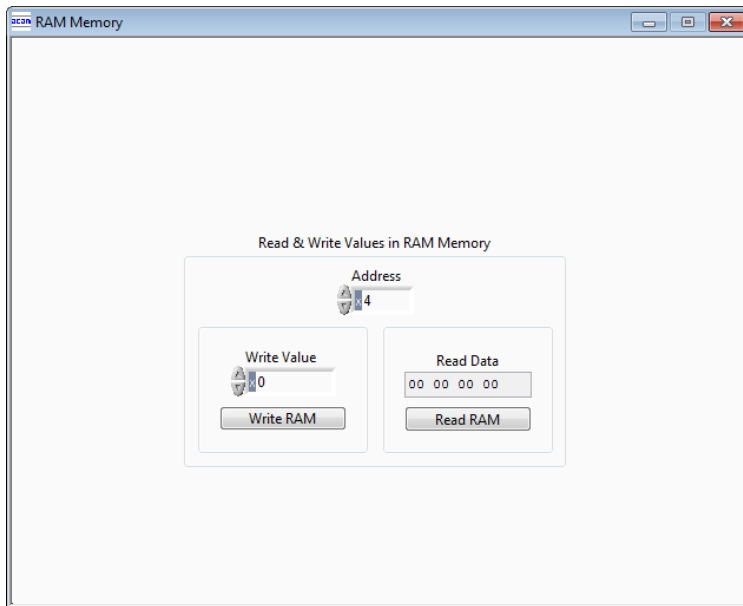 acan RAM Memory
Read & Write Values in RAM Memory
Address
x 4
Write Value
x 0
Write RAM
Read Data
00 00 00 00
Read RAM